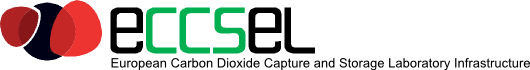 eccsel
European Carbon Dioxide Capture and Storage Laboratory Infrastructure